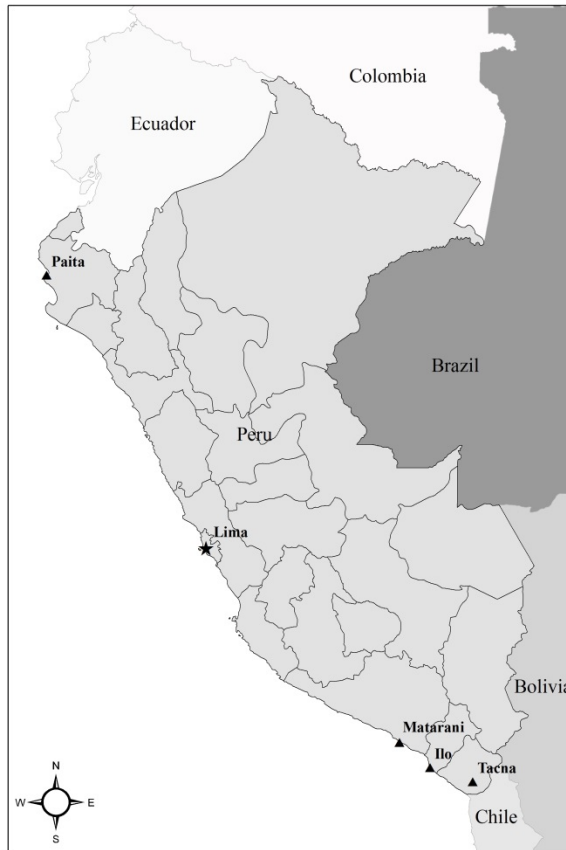 Colombia
Ecuador
Paita
Brazil
Peru
Lima
Bolivia
Matarani
Ilo
Tacna
Chile
N
W E
S